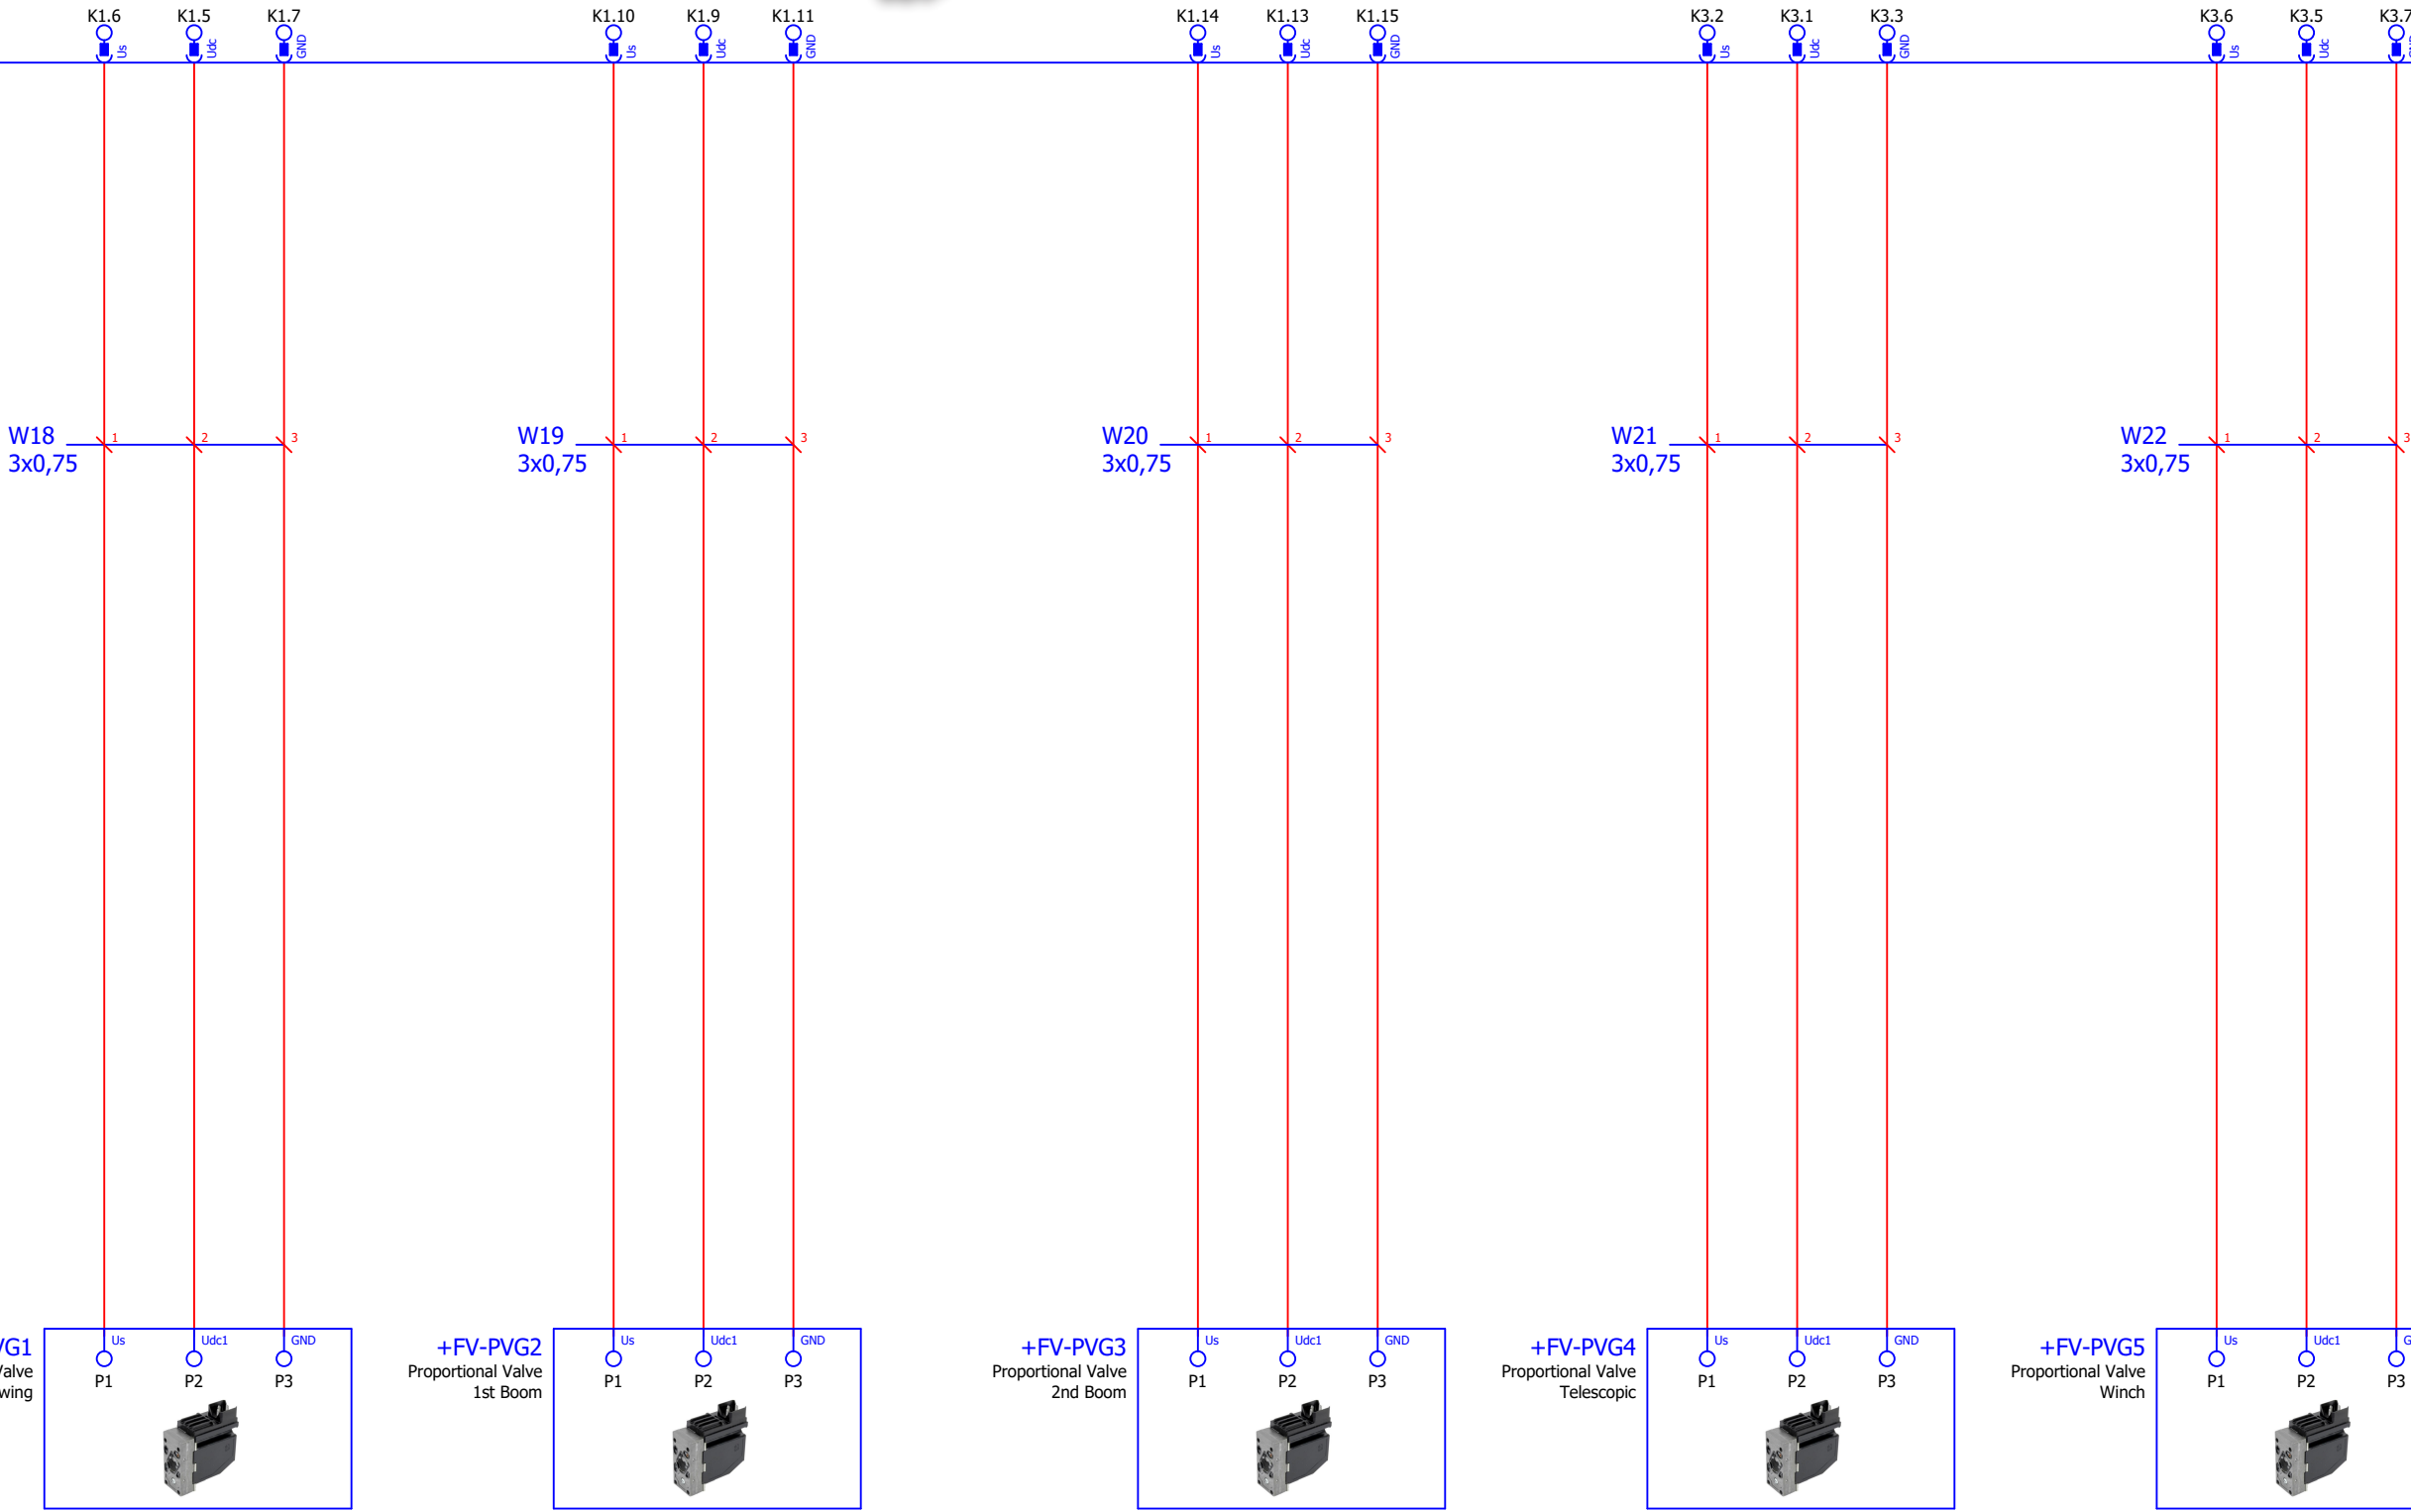 K1.6 K1.5 K1.7 K1.10 K1.9 K1.11 K1.14 K1.13 K1.15 K3.2 K3.1 K3.3 K3.6 K3.5 K3.7
Us Udc GND Us Udc GND Us Udc GND Us Udc GND Us Udc GND
W18 1 2 3 W19 1 2 3 W20 1 2 3 W21 1 2 3 W22 1 2 3
3x0,75 3x0,75 3x0,75 3x0,75 3x0,75
Us Udc1 GND Us Udc1 GND Us Udc1 GND Us Udc1 GND Us Udc1 G
VG1 +FV-PVG2 +FV-PVG3 +FV-PVG4 +FV-PVG5
Valve Proportional Valve Proportional Valve Proportional Valve Proportional Valve
P1 P2 P3 P1 P2 P3 P1 P2 P3 P1 P2 P3 P1 P2 P3
wing 1st Boom 2nd Boom Telescopic Winch